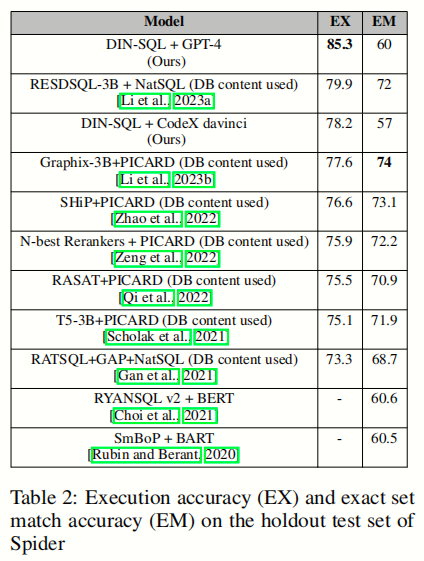 Model EX EM
DIN-SQL + GPT-4 85.3 60
(Ours)
RESDSQL-3B + NatSQL (DB content used) 79.9 72
[Li et al., 2023a
DIN-SQL + CodeX davinci 78.2 57
(Ours)
Graphix-3B+PICARD (DB content used) 77.6 74
[Li et al., 2023b
SHiP+PICARD (DB content used) 76.6 73.1
[Zhao et al., 2022
N-best Rerankers + PICARD (DB content used) 75.9 72.2
[Zeng et al., 2022
RASAT+PICARD (DB content used) 75.5 70.9
[Qi et al., 2022
T5-3B+PICARD (DB content used) 75.1 71.9
[Scholak et al., 2021
RATSQL+GAP+NatSQL (DB content used) 73.3 68.7
[Gan et al., 2021
RYANSQL v2 + BERT - 60.6
[Choi et al., 2021
SmBoP + BART - 60.5
[Rubin and Berant, 2020
Table 2: Execution accuracy (EX) and exact set
match accuracy (EM) on the holdout test set of
Spider